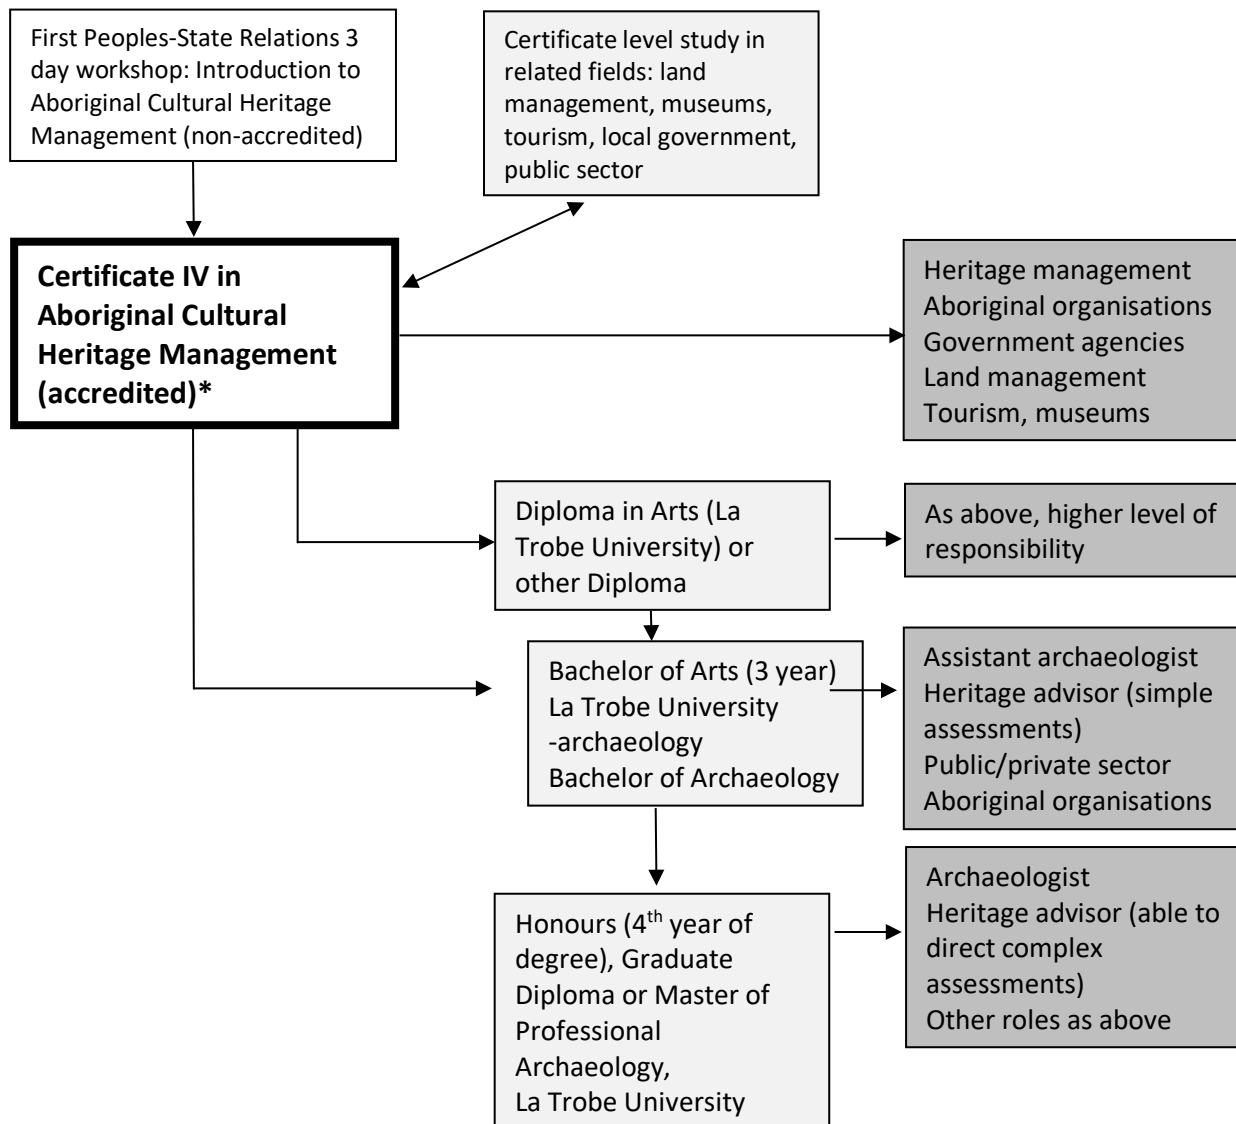 First Peoples-State Relations 3
day workshop: Introduction to
Aboriginal Cultural Heritage
Management (non-accredited)
Certificate level study in
related fields: land
management, museums,
tourism, local government,
public sector
Certificate IV in
Aboriginal Cultural
Heritage Management
(accredited)*
Heritage management
Aboriginal organisations
Government agencies
Land management
Tourism, museums
Diploma in Arts (La
Trobe University) or
other Diploma
As above, higher level of
responsibility
Bachelor of Arts (3 year)
La Trobe University
-archaeology
Bachelor of Archaeology
Assistant archaeologist
Heritage advisor (simple
assessments)
Public/private sector
Aboriginal organisations
Honours (4th year of
degree), Graduate
Diploma or Master of
Professional
Archaeology,
La Trobe University
Archaeologist
Heritage advisor (able to
direct complex
assessments)
Other roles as above